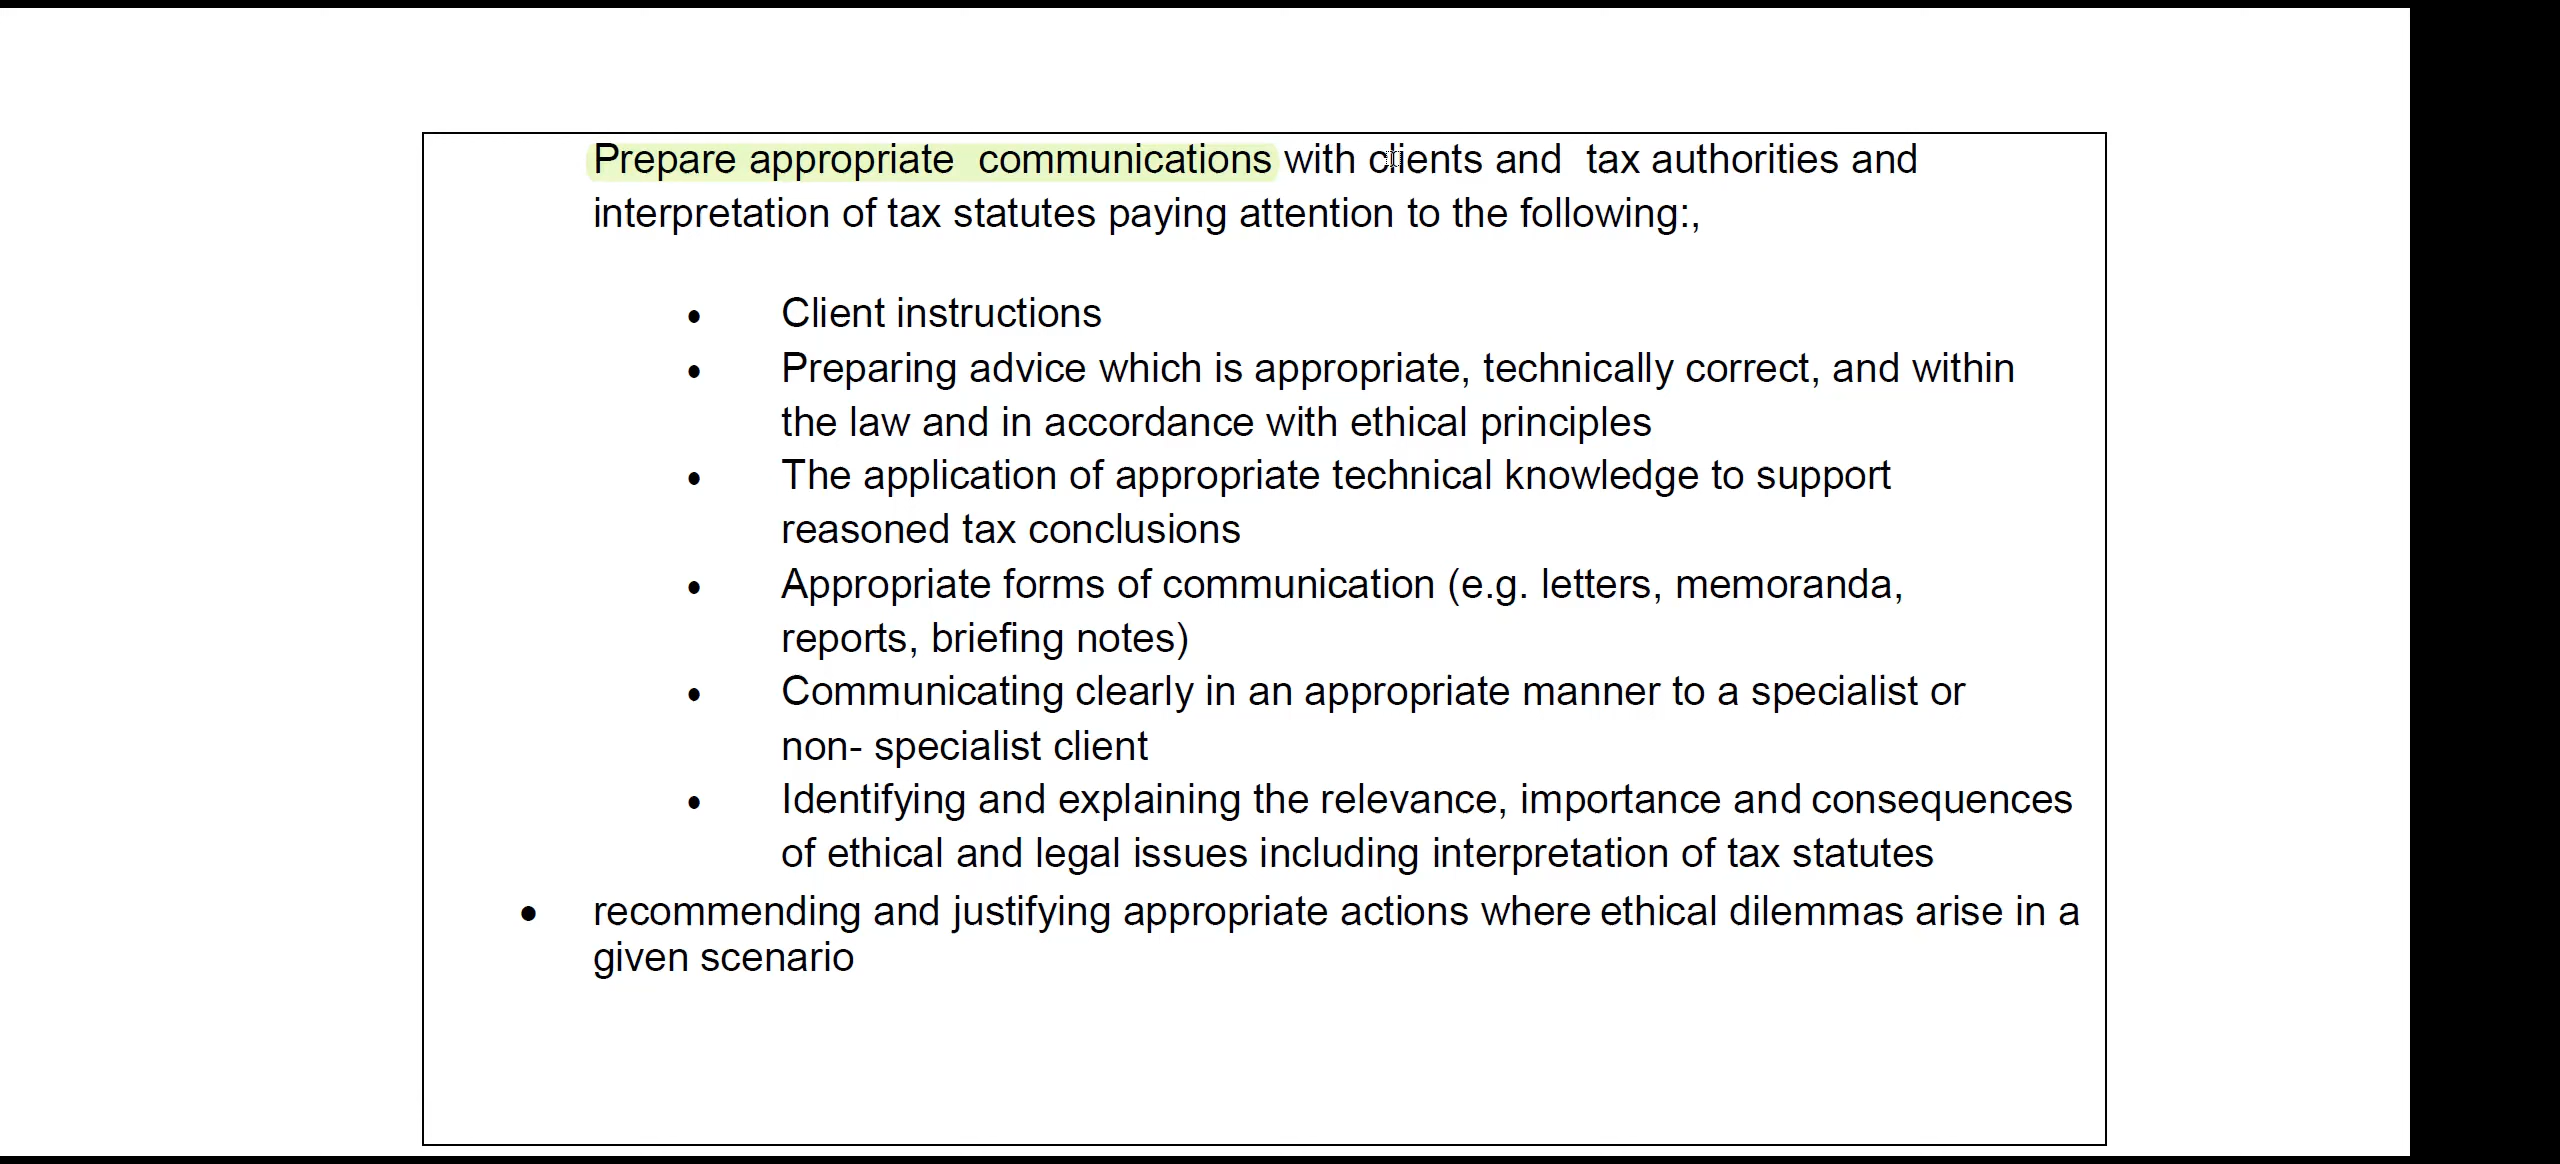 Prepare appropriate  communications with clients and  tax authorities and
interpretation of tax statutes paying attention to the following:,
• Client instructions
• Preparing advice which is appropriate, technically correct, and within
the law and in accordance with ethical principles
• The application of appropriate technical knowledge to support
reasoned tax conclusions
• Appropriate forms of communication (e.g. letters, memoranda,
reports, briefing notes)
• Communicating clearly in an appropriate manner to a specialist or
non- specialist client
• Identifying and explaining the relevance, importance and consequences
of ethical and legal issues including interpretation of tax statutes
• recommending and justifying appropriate actions where ethical dilemmas arise in a
given scenario